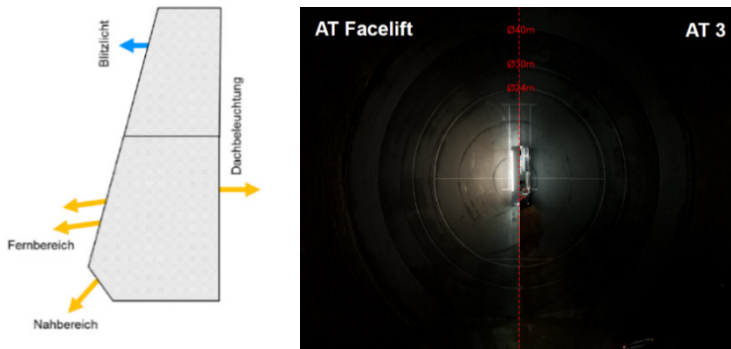 Blitzlicht
Dachbeleuchtung
Fernbereich
Nahbereich
AT Facelift
AT 3
Ø40m
Ø30m
Ø24m